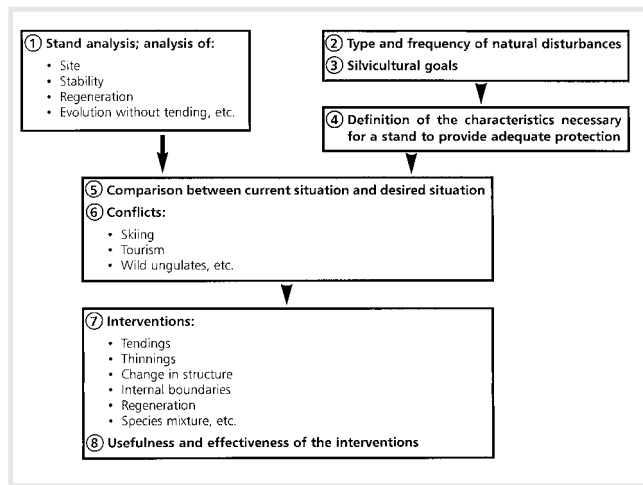 ① Stand analysis; analysis of:
• Site
• Stability
• Regeneration
• Evolution without tending, etc.
② Type and frequency of natural disturbances
③ Silvicultural goals
④ Definition of the characteristics necessary
for a stand to provide adequate protection
⑤ Comparison between current situation and desired situation
⑥ Conflicts:
• Skiing
• Tourism
• Wild ungulates, etc.
⑦ Interventions:
• Tendings
• Thinnings
• Change in structure
• Internal boundaries
• Regeneration
• Species mixture, etc.
⑧ Usefulness and effectiveness of the interventions